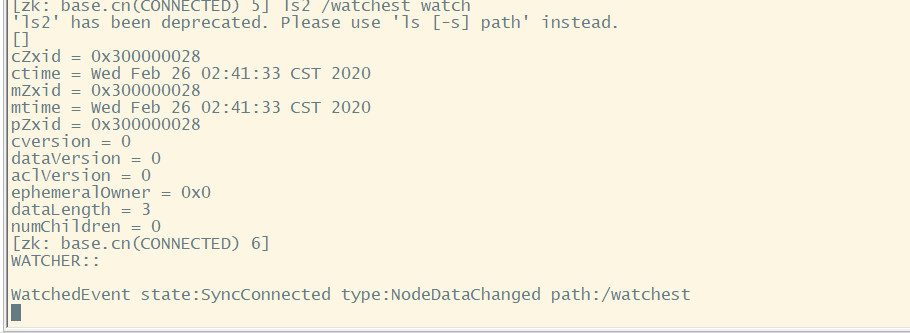 [zk: base.cn(CONNECTED) 5] ls2 /watchest watch
'ls2' has been deprecated. Please use 'ls [-s] path' instead.
[]
cZxid = 0x300000028
ctime = Wed Feb 26 02:41:33 CST 2020
mZxid = 0x300000028
mtime = Wed Feb 26 02:41:33 CST 2020
pZxid = 0x300000028
cversion = 0
dataVersion = 0
aclVersion = 0
ephemeralOwner = 0x0
dataLength = 3
numChildren = 0
[zk: base.cn(CONNECTED) 6]
WATCHER::
WatchedEvent state:SyncConnected type:NodeDataChanged path:/watchest